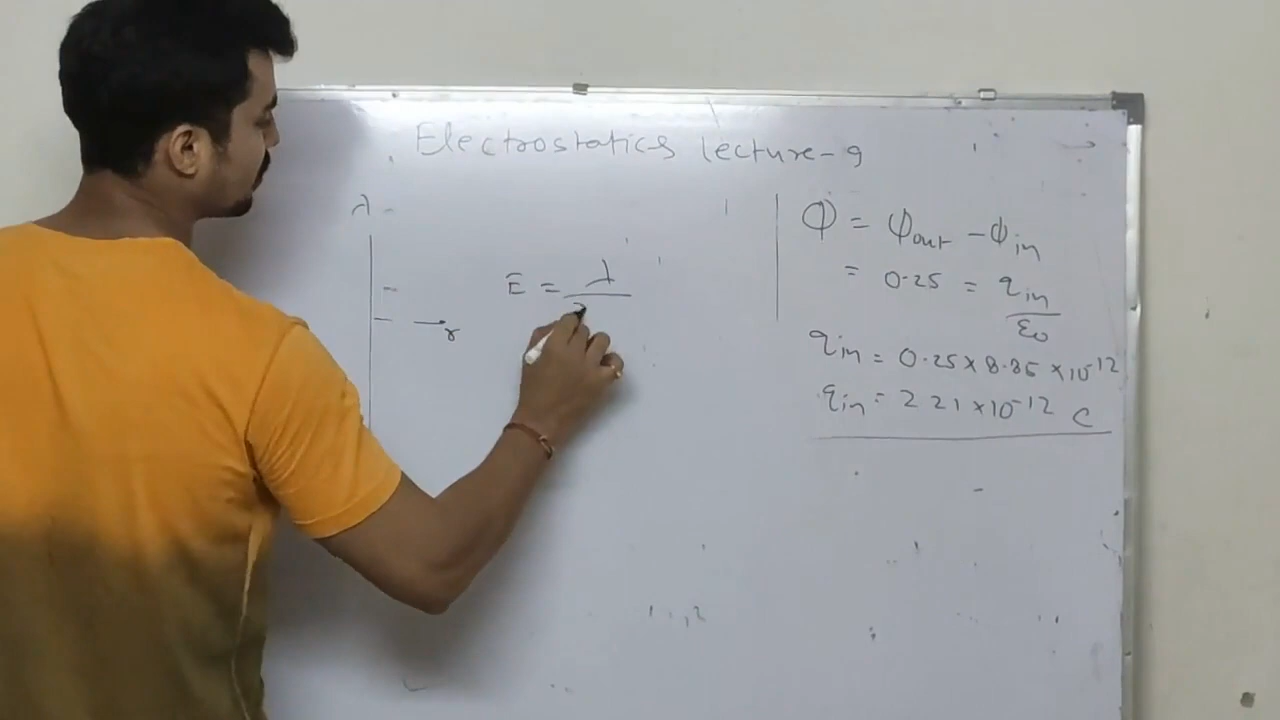 Electrostatics lecture-9
λ
E = λ / 2
r
Φ = Φout - Φin
= 0.25 = qin / ε0
qin = 0.25 × 8.85 × 10^-12
qin = 2.21 × 10^-12 C